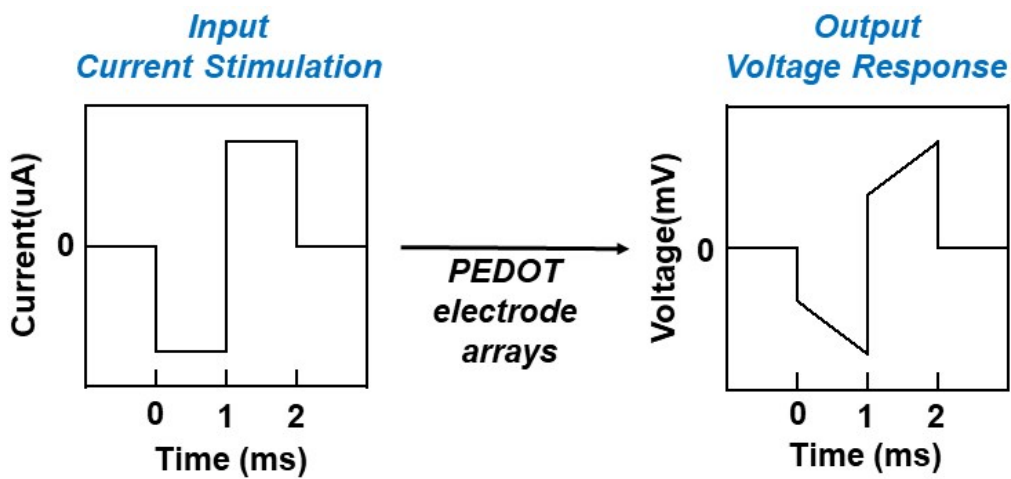 Input
Current Stimulation
Current(uA)
0
0 1 2
Time (ms)
PEDOT
electrode
arrays
Output
Voltage Response
Voltage(mV)
0
0 1 2
Time (ms)